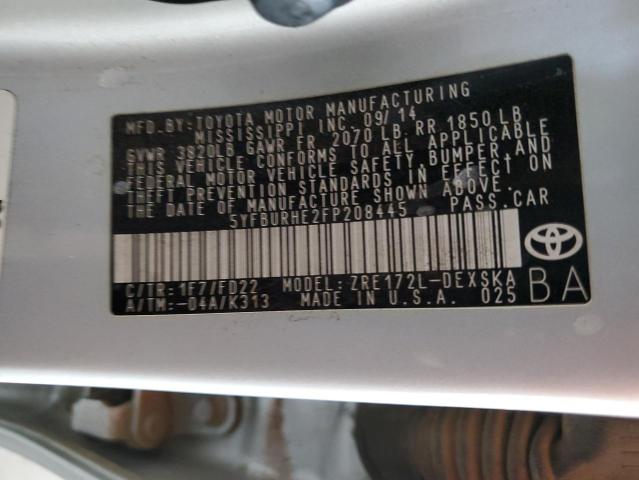 MFD.BY:TOYOTA MOTOR MANUFACTURING
MISSISSIPPI INC. 09/14
GVWR 3820LB GAWR FR 2070 LB. RR 1850 LB
THIS VEHICLE CONFORMS TO ALL APPLICABLE
FEDERAL MOTOR VEHICLE SAFETY, BUMPER, AND
THEFT PREVENTION STANDARDS IN EFFECT ON
THE DATE OF MANUFACTURE SHOWN ABOVE.
5YFBURHE2FP208445 PASS.CAR
C/TR:1F7/FD22 MODEL:ZRE172L-DEXSKA
A/TM:-04A/K313 MADE IN U.S.A. 025
BA